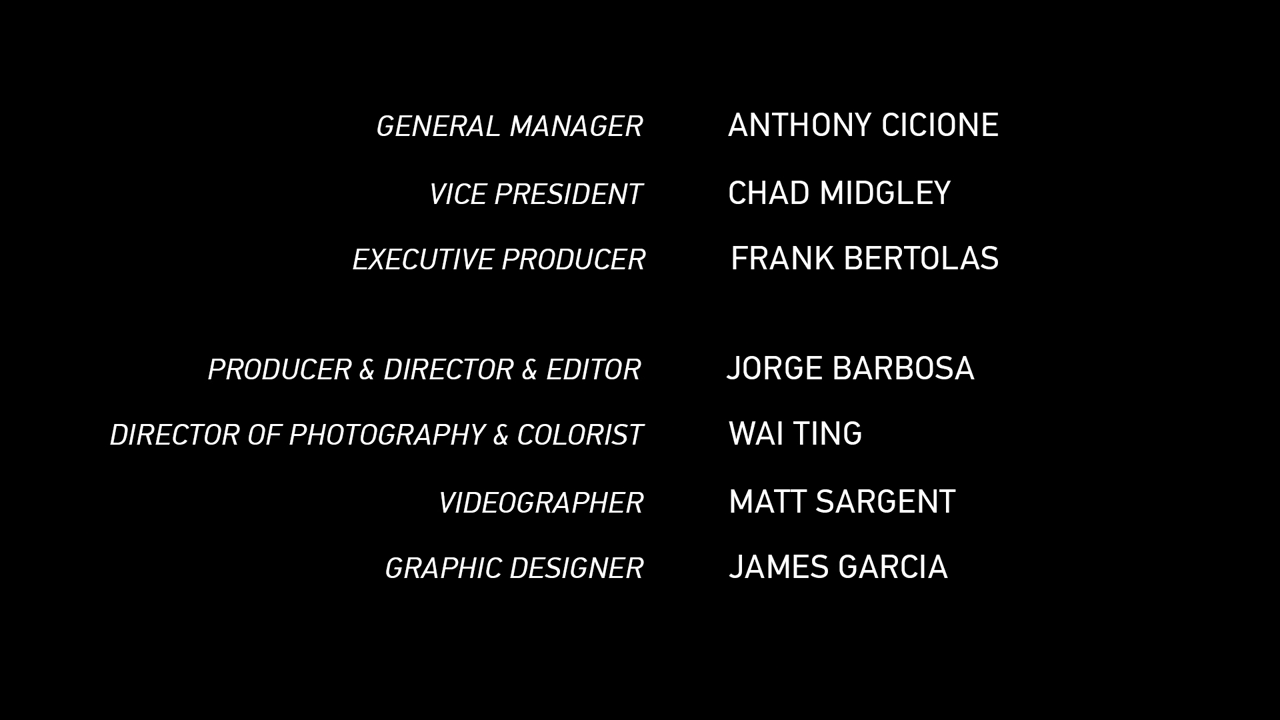 GENERAL MANAGER ANTHONY CICIONE
VICE PRESIDENT CHAD MIDGLEY
EXECUTIVE PRODUCER FRANK BERTOLAS
PRODUCER & DIRECTOR & EDITOR JORGE BARBOSA
DIRECTOR OF PHOTOGRAPHY & COLORIST WAI TING
VIDEOGRAPHER MATT SARGENT
GRAPHIC DESIGNER JAMES GARCIA